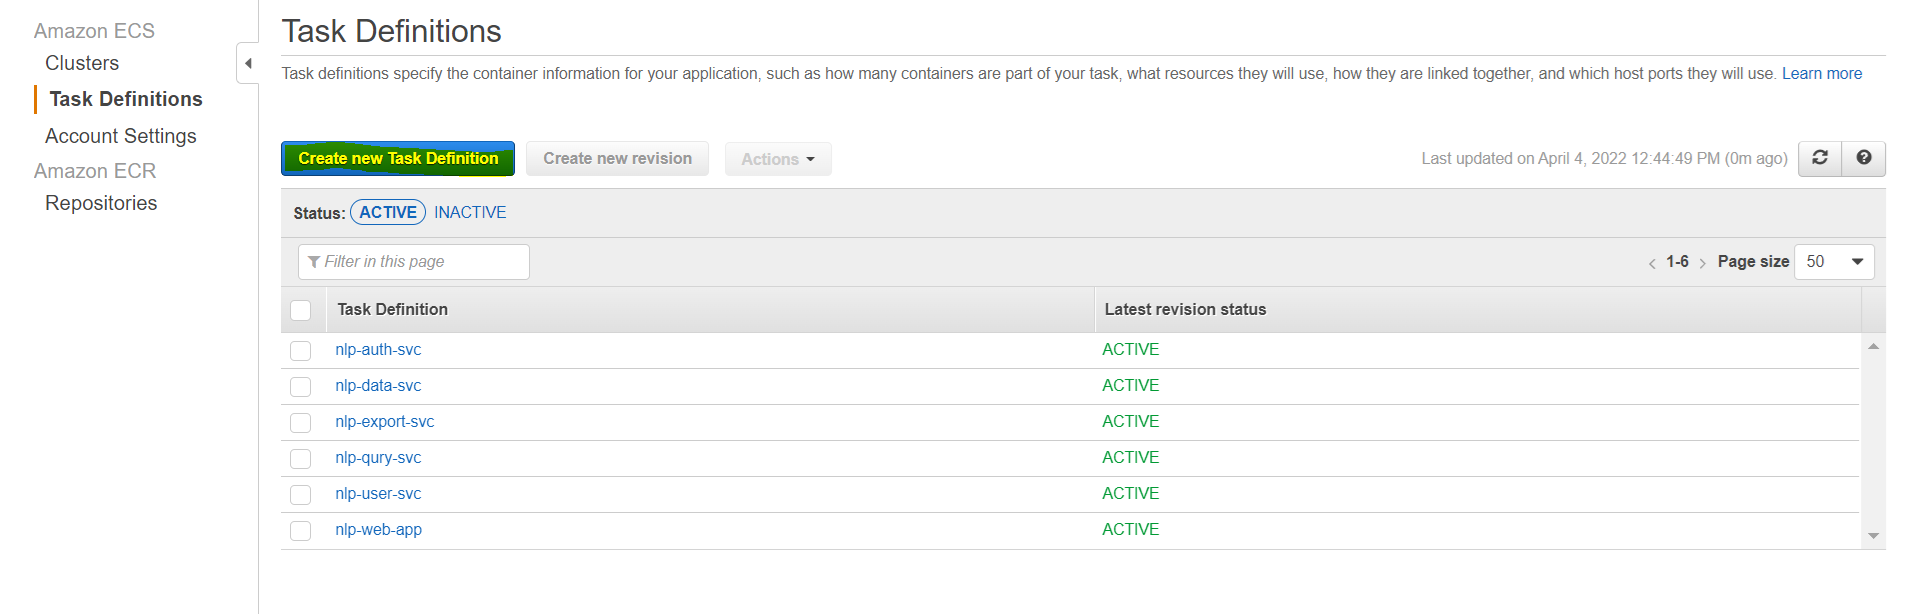 Amazon ECS
Clusters
Task Definitions
Account Settings
Amazon ECR
Repositories
Task Definitions
Task definitions specify the container information for your application, such as how many containers are part of your task, what resources they will use, how they are linked together, and which host ports they will use. Learn more
Create new Task Definition Create new revision Actions Last updated on April 4, 2022 12:44:49 PM (0m ago)
Status: ACTIVE INACTIVE
Filter in this page < 1-6 > Page size 50
Task Definition Latest revision status
nlp-auth-svc ACTIVE
nlp-data-svc ACTIVE
nlp-export-svc ACTIVE
nlp-qury-svc ACTIVE
nlp-user-svc ACTIVE
nlp-web-app ACTIVE